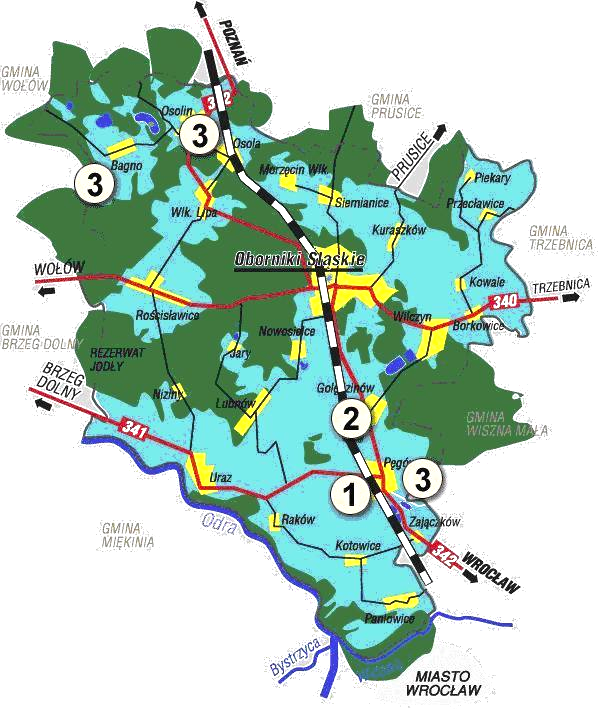 POZNAŃ
GMINA
WOŁÓW
342
GMINA
PRUSICE
Osolin
3
Osola
PRUSICE
Bagno
3
Morzęcin Wlk.
Piekary
Siemianice
Przecławice
Wlk. Lipa
Kuraszków
GMINA
TRZEBNICA
Oborniki Śląskie
WOŁÓW
Kowale
TRZEBNICA
340
Rościsławice
Wilczyn
Borkowice
GMINA
BRZEG DOLNY
Nowosielce
REZERWAT
JODŁY
Jary
BRZEG
DOLNY
Niziny
Lubnów
Golędzinów
2
GMINA
WISZNA MAŁA
341
Pęgów
Uraz
1
3
Odra
Raków
Zajączków
GMINA
MIĘKINIA
Kotowice
342
WROCŁAW
Paniowice
Bystrzyca
Widawa
MIASTO
WROCŁAW